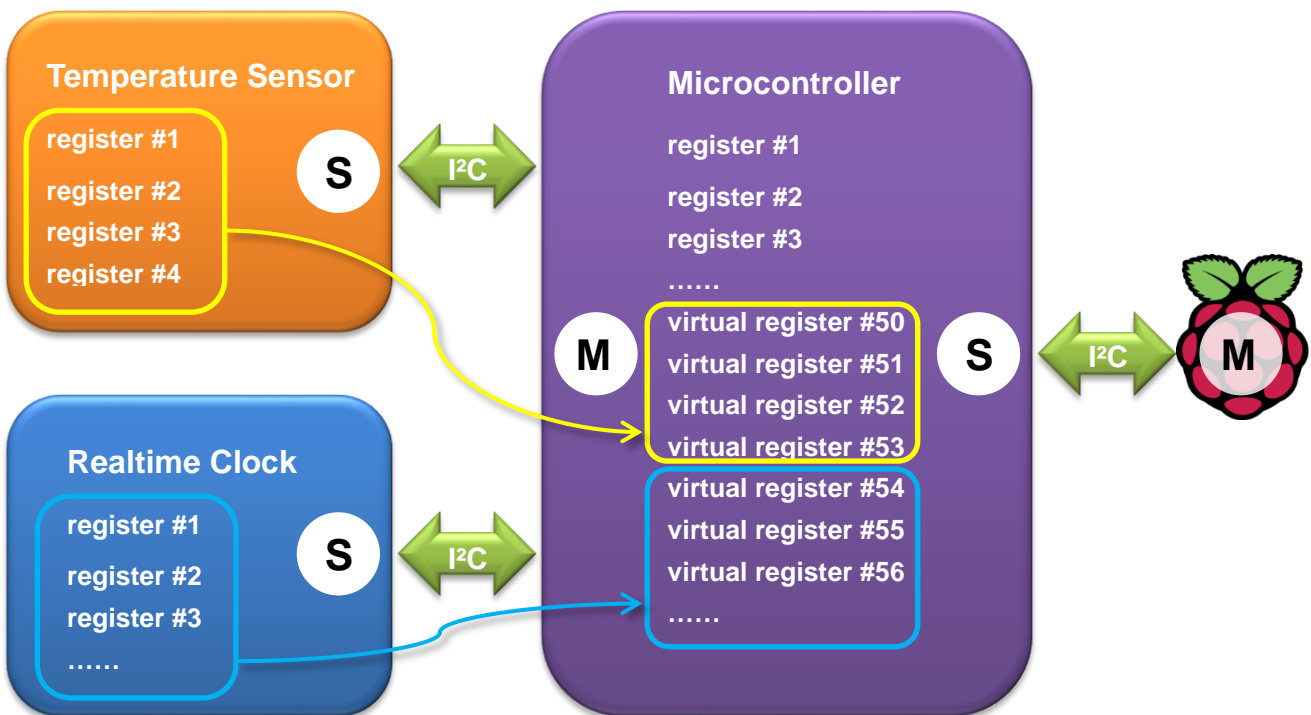 Temperature Sensor
register #1
register #2
register #3
register #4
S
I²C
Realtime Clock
register #1
register #2
register #3
......
S
I²C
Microcontroller
register #1
register #2
register #3
......
M
virtual register #50
virtual register #51
virtual register #52
virtual register #53
virtual register #54
virtual register #55
virtual register #56
......
S
I²C
M